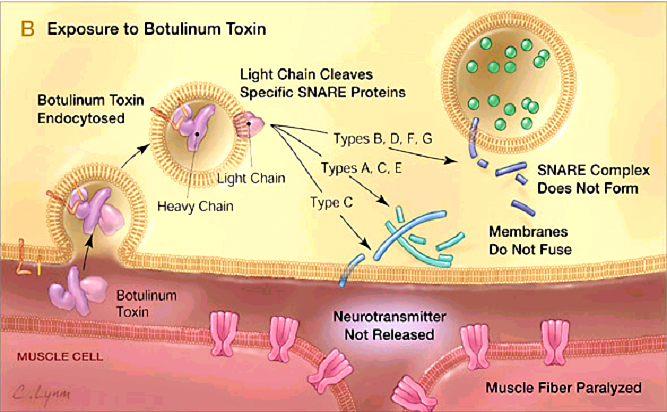 B Exposure to Botulinum Toxin
Light Chain Cleaves
Specific SNARE Proteins
Botulinum Toxin
Endocytosed
Types B, D, F, G
Types A, C, E
Type C
Light Chain
Heavy Chain
SNARE Complex
Does Not Form
Membranes
Do Not Fuse
Botulinum
Toxin
Neurotransmitter
Not Released
MUSCLE CELL
Muscle Fiber Paralyzed
C. Lynm